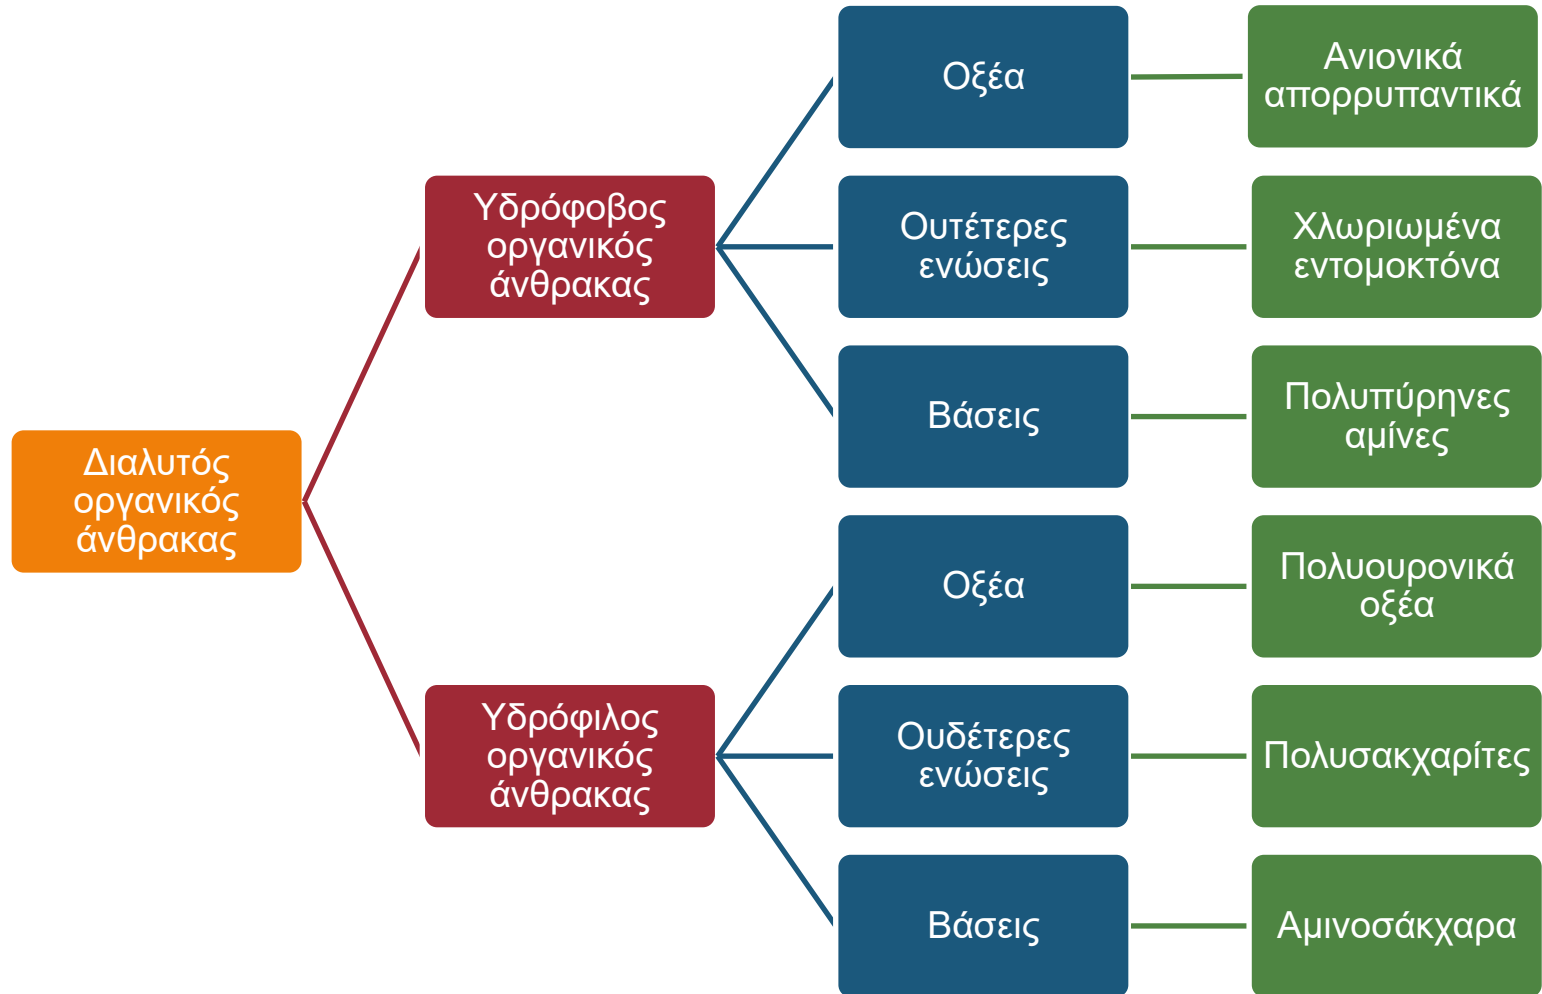 Οξέα
Ανιονικά
απορρυπαντικά
Υδρόφοβος
οργανικός
άνθρακας
Ουτέτερες
ενώσεις
Χλωριωμένα
εντομοκτόνα
Βάσεις
Πολυπύρηνες
αμίνες
Διαλυτός
οργανικός
άνθρακας
Οξέα
Πολυουρονικά
οξέα
Υδρόφιλος
οργανικός
άνθρακας
Ουδέτερες
ενώσεις
Πολυσακχαρίτες
Βάσεις
Αμινοσάκχαρα